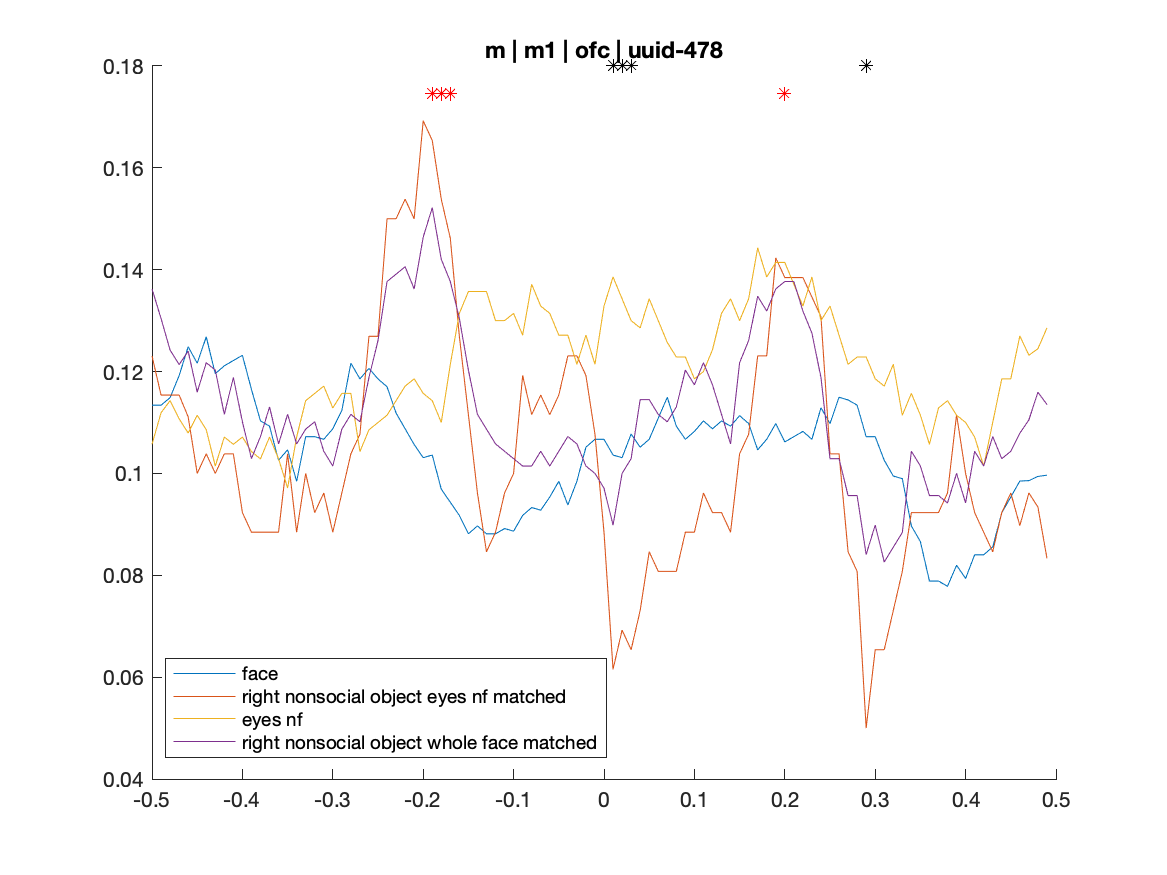 m | m1 | ofc | uuid-478
0.18
0.16
0.14
0.12
0.1
0.08
0.06
0.04
face
right nonsocial object eyes nf matched
eyes nf
right nonsocial object whole face matched
-0.5 -0.4 -0.3 -0.2 -0.1 0 0.1 0.2 0.3 0.4 0.5